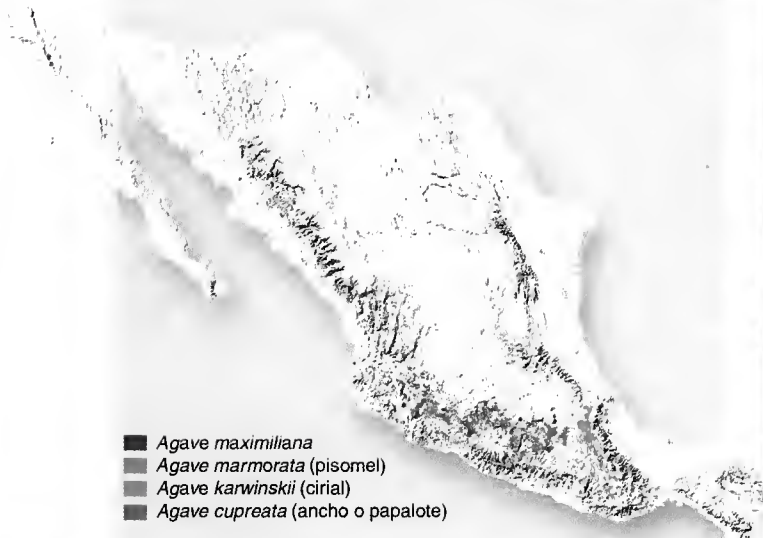 Agave maximiliana
Agave marmorata (pisomel)
Agave karwinskii (cirial)
Agave cupreata (ancho o papalote)